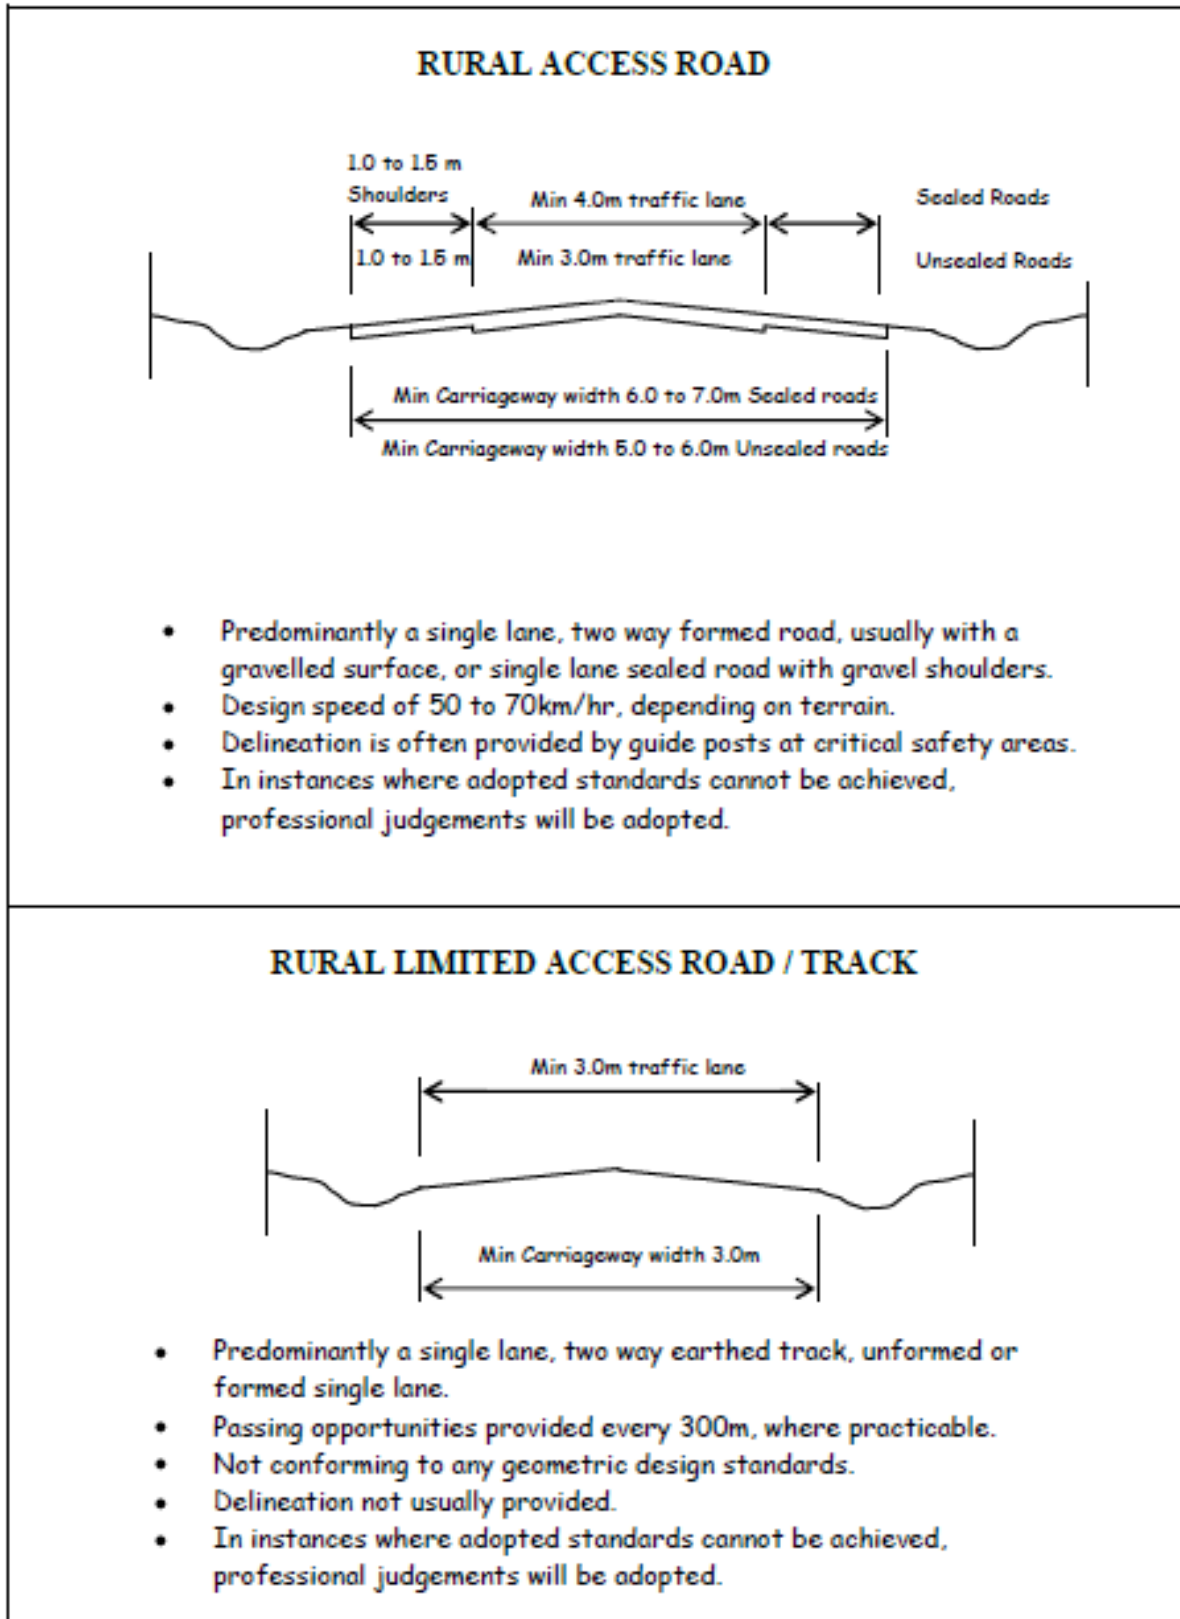 RURAL ACCESS ROAD
1.0 to 1.5 m
Shoulders
Min 4.0m traffic lane
Sealed Roads
1.0 to 1.5 m
Min 3.0m traffic lane
Unsealed Roads
Min Carriageway width 6.0 to 7.0m Sealed roads
Min Carriageway width 5.0 to 6.0m Unsealed roads
• Predominantly a single lane, two way formed road, usually with a
gravelled surface, or single lane sealed road with gravel shoulders.
• Design speed of 50 to 70km/hr, depending on terrain.
• Delineation is often provided by guide posts at critical safety areas.
• In instances where adopted standards cannot be achieved,
professional judgements will be adopted.
RURAL LIMITED ACCESS ROAD / TRACK
Min 3.0m traffic lane
Min Carriageway width 3.0m
• Predominantly a single lane, two way earthed track, unformed or
formed single lane.
• Passing opportunities provided every 300m, where practicable.
• Not conforming to any geometric design standards.
• Delineation not usually provided.
• In instances where adopted standards cannot be achieved,
professional judgements will be adopted.